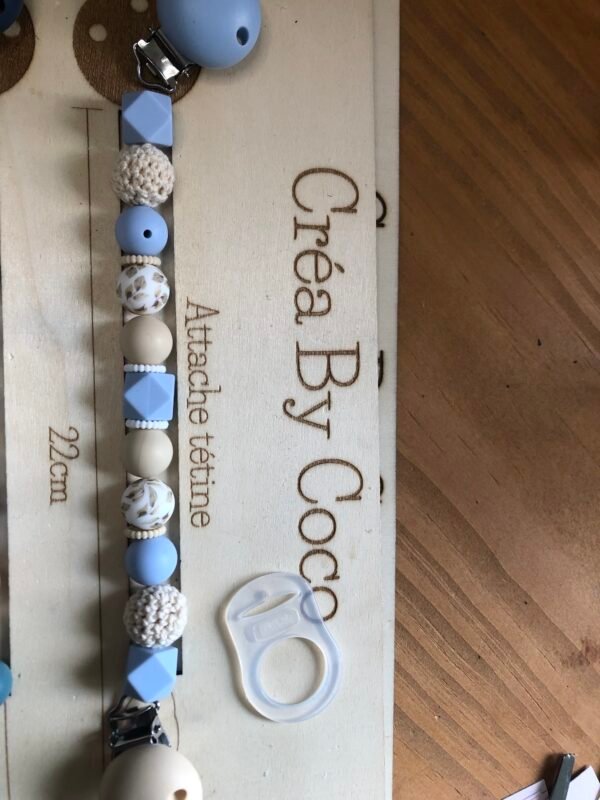 Créa By Coco
Attache tétine
22cm